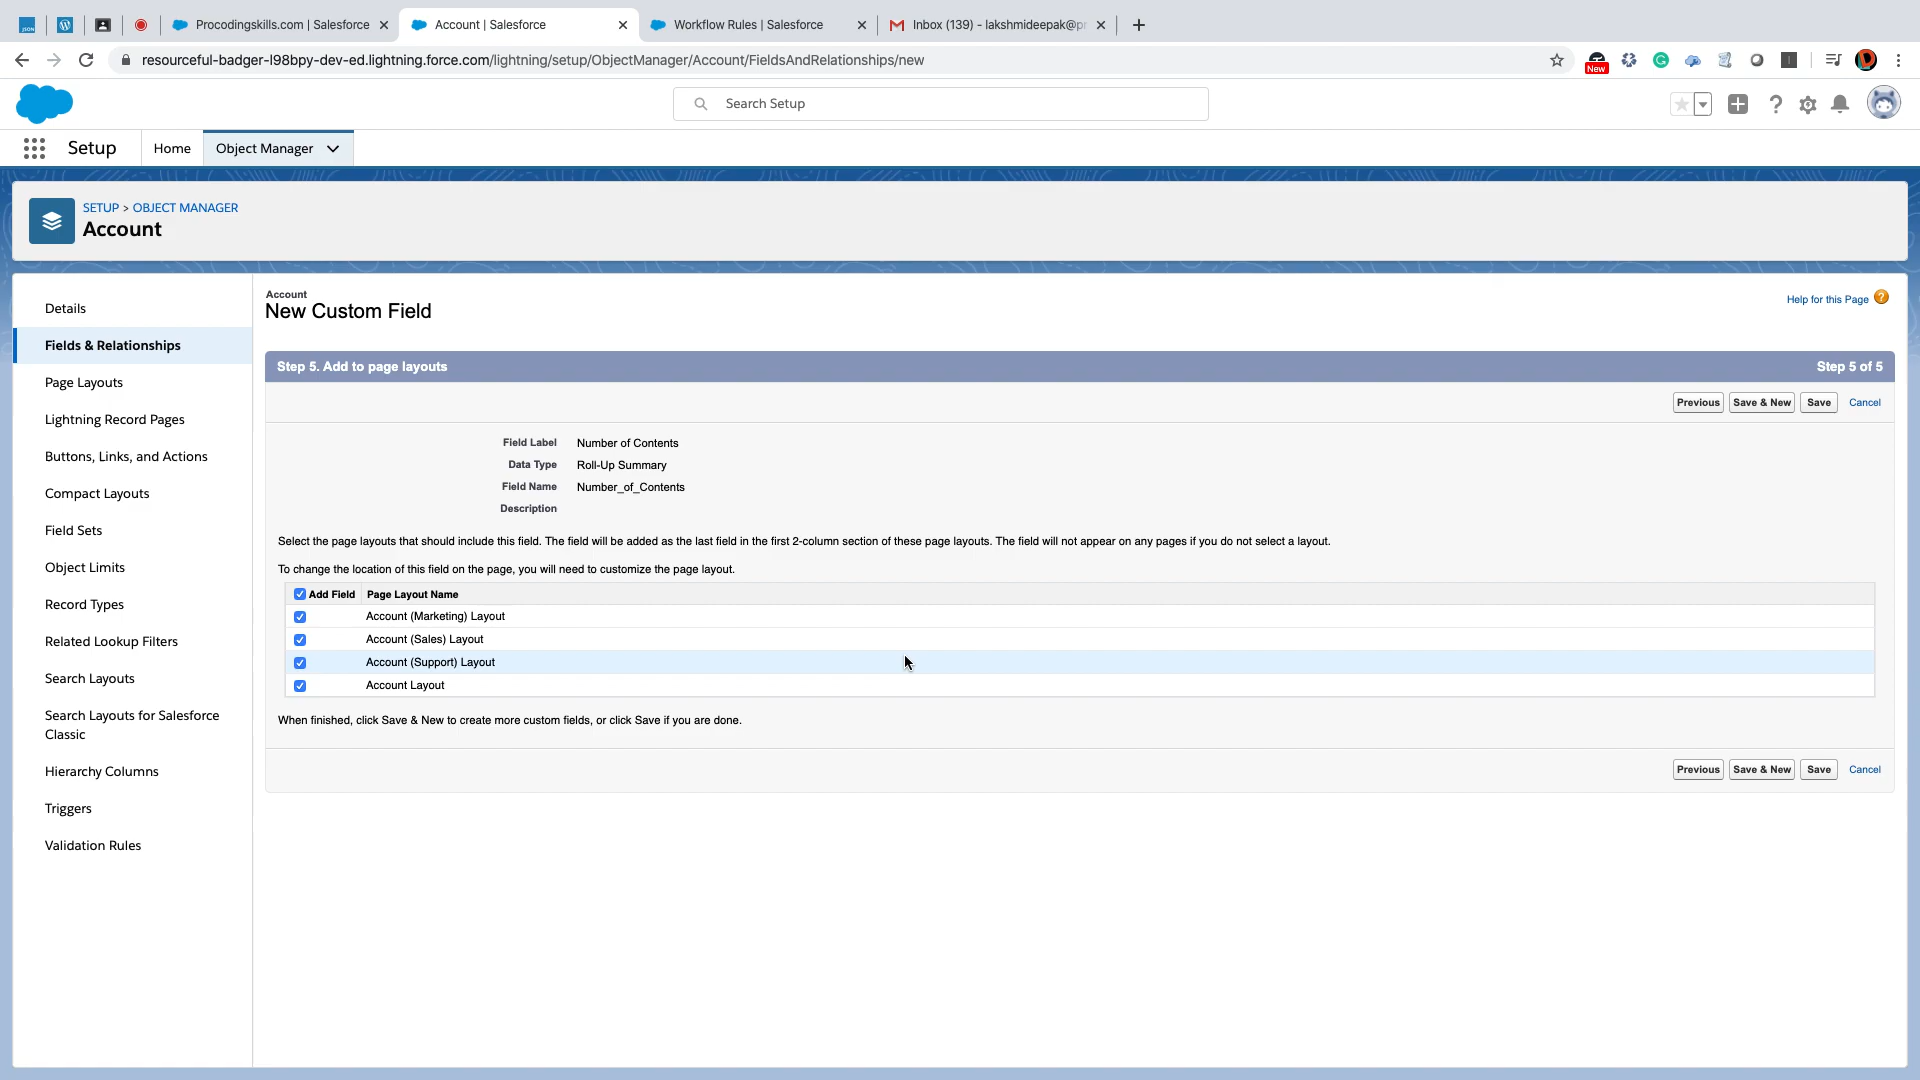 Procodingskills.com | Salesforce
Account | Salesforce
Workflow Rules | Salesforce
Inbox (139) - lakshmideepak@pr
resourceful-badger-l98bpy-dev-ed.lightning.force.com/lightning/setup/ObjectManager/Account/FieldsAndRelationships/new
New
Search Setup
Setup
Home
Object Manager
SETUP > OBJECT MANAGER
Account
Details
Fields & Relationships
Page Layouts
Lightning Record Pages
Buttons, Links, and Actions
Compact Layouts
Field Sets
Object Limits
Record Types
Related Lookup Filters
Search Layouts
Search Layouts for Salesforce
Classic
Hierarchy Columns
Triggers
Validation Rules
Account
New Custom Field
Help for this Page
Step 5. Add to page layouts
Step 5 of 5
Previous Save & New Save Cancel
Field Label Number of Contents
Data Type Roll-Up Summary
Field Name Number_of_Contents
Description
Select the page layouts that should include this field. The field will be added as the last field in the first 2-column section of these page layouts. The field will not appear on any pages if you do not select a layout.
To change the location of this field on the page, you will need to customize the page layout.
Add Field Page Layout Name
Account (Marketing) Layout
Account (Sales) Layout
Account (Support) Layout
Account Layout
When finished, click Save & New to create more custom fields, or click Save if you are done.
Previous Save & New Save Cancel